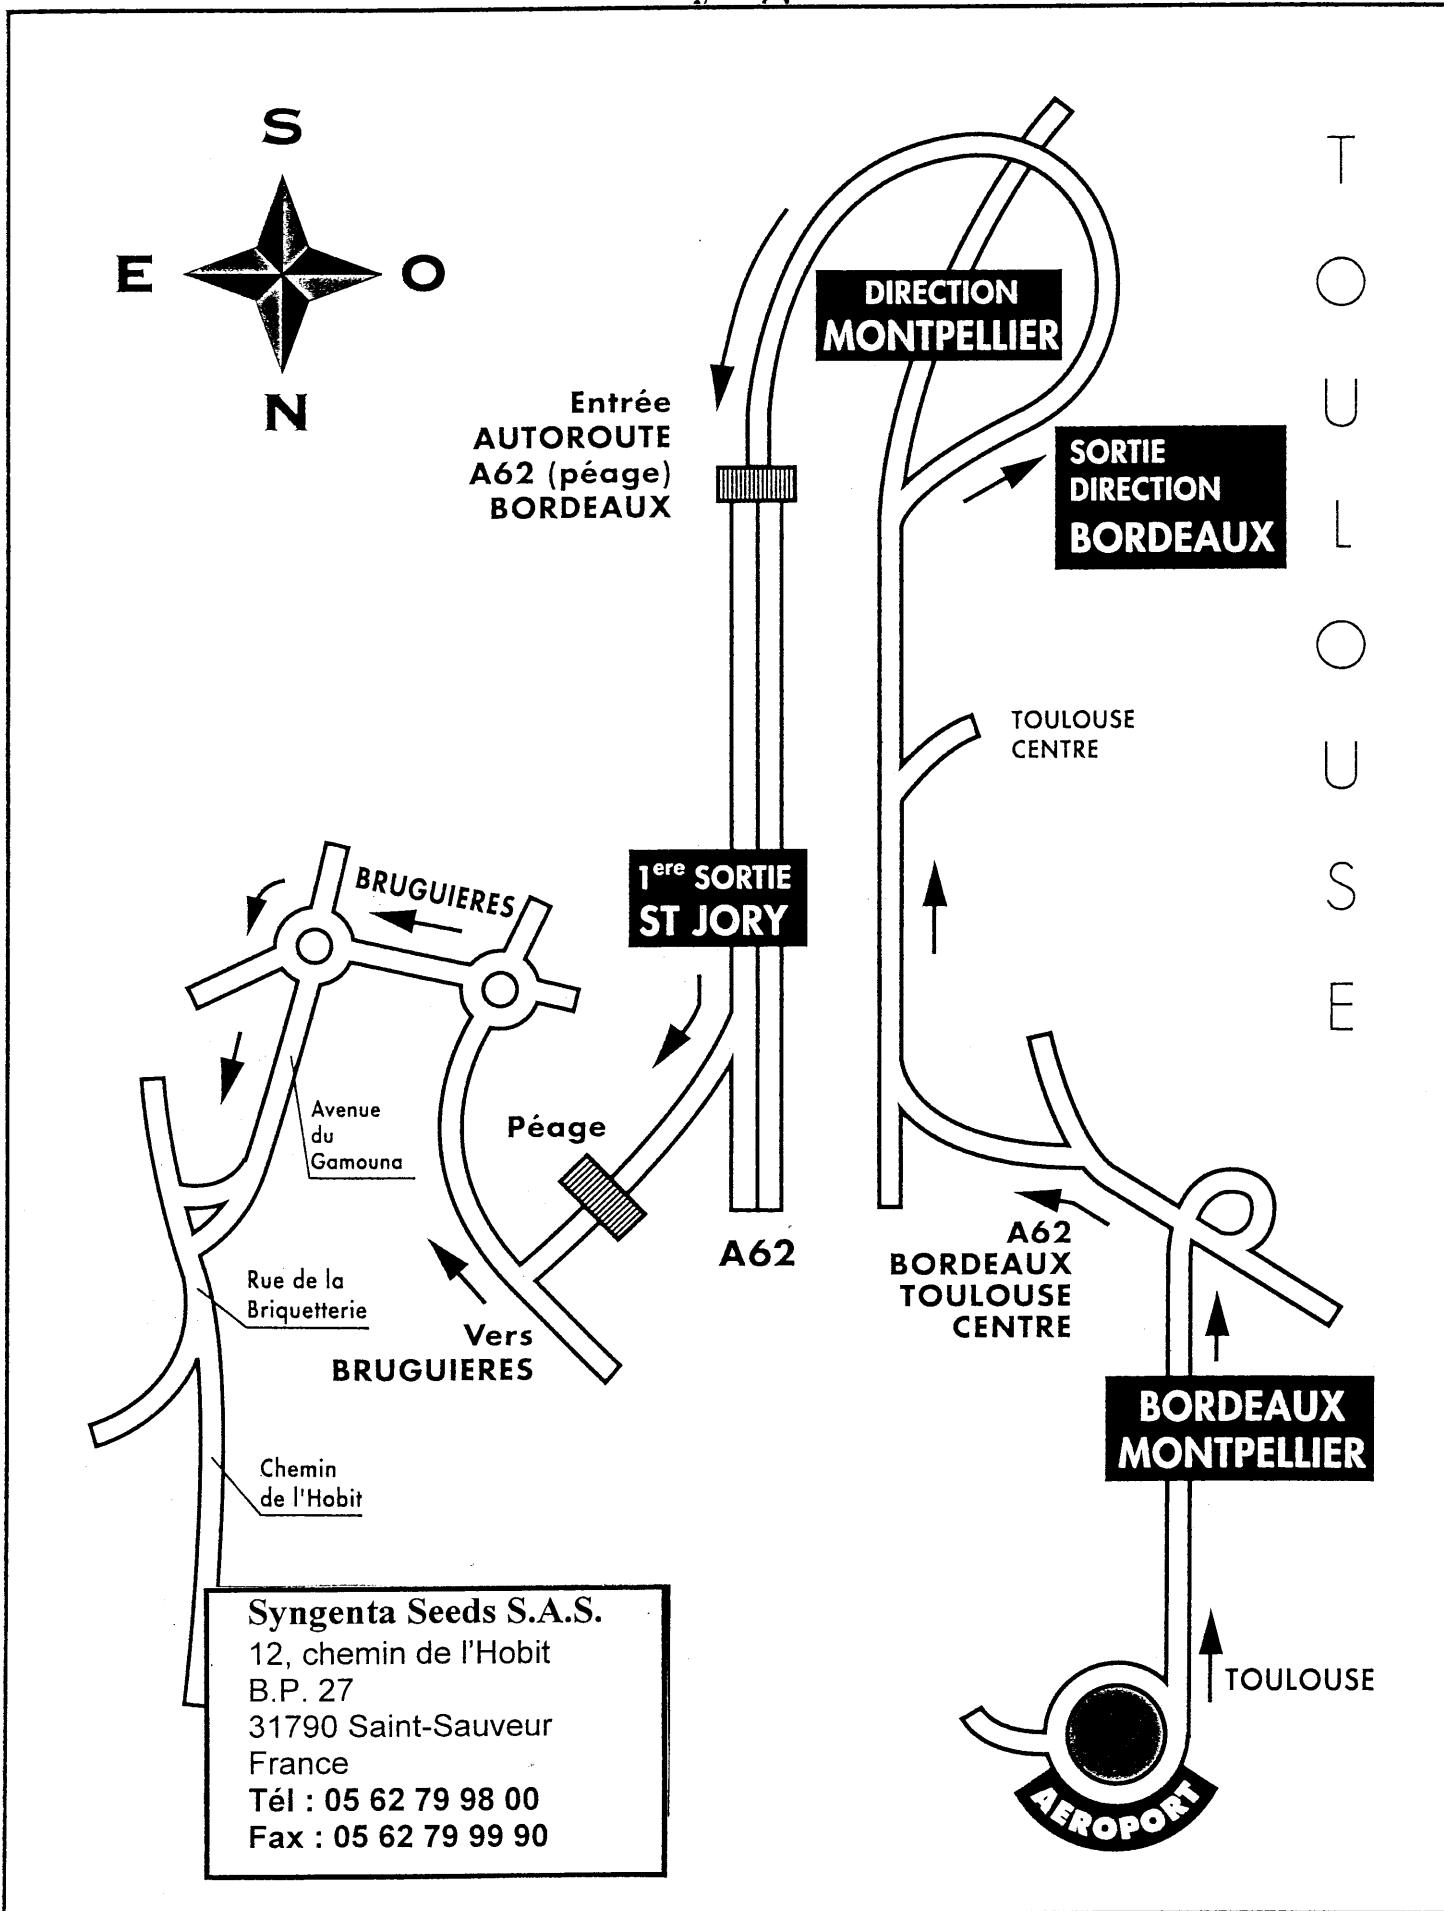 S
E
O
N
T
O
U
L
O
U
S
E
DIRECTION
MONTPELLIER
Entrée
AUTOROUTE
A62 (péage)
BORDEAUX
SORTIE
DIRECTION
BORDEAUX
TOULOUSE
CENTRE
1ere SORTIE
ST JORY
BRUGUIERES
Avenue
du
Gamouna
Péage
A62
A62
BORDEAUX
TOULOUSE
CENTRE
Rue de la
Briquetterie
Vers
BRUGUIERES
BORDEAUX
MONTPELLIER
Chemin
de l'Hobit
TOULOUSE
AEROPORT
Syngenta Seeds S.A.S.
12, chemin de l'Hobit
B.P. 27
31790 Saint-Sauveur
France
Tél : 05 62 79 98 00
Fax : 05 62 79 99 90